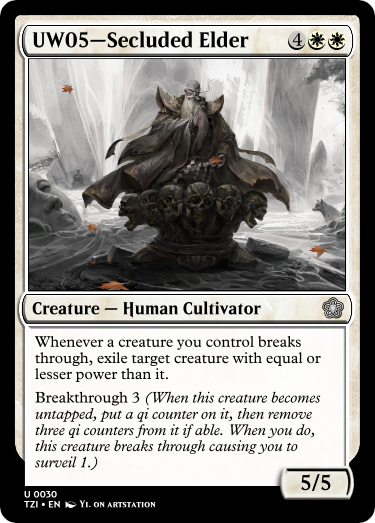 UW05—Secluded Elder 4
Creature — Human Cultivator
Whenever a creature you control breaks
through, exile target creature with equal or
lesser power than it.
Breakthrough 3 (When this creature becomes
untapped, put a qi counter on it, then remove
three qi counters from it if able. When you do,
this creature breaks through causing you to
surveil 1.)
5/5
U 0030
TZI • EN YI. ON ARTSTATION